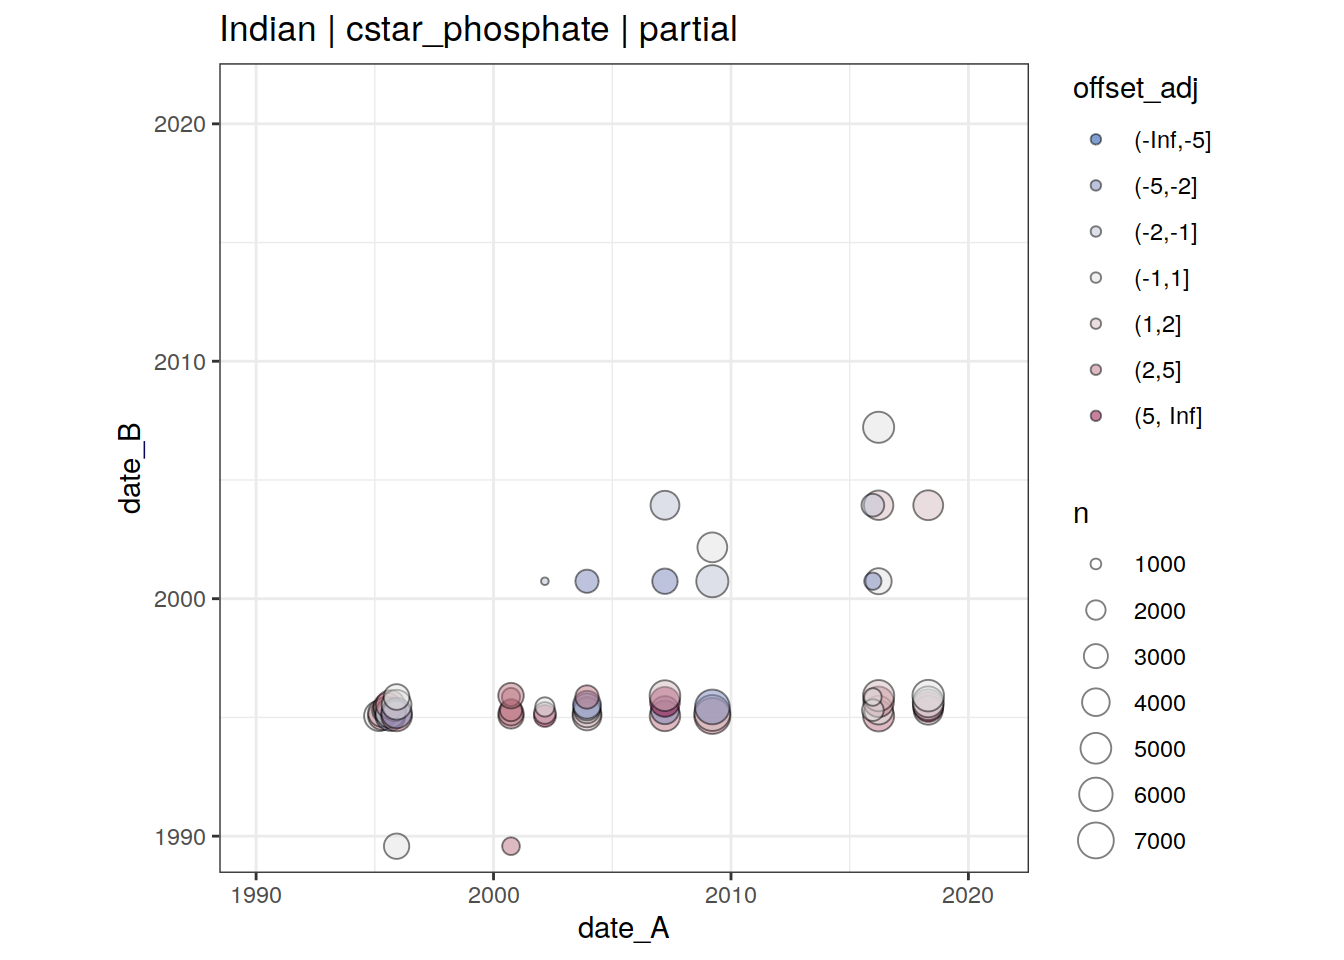 Indian | cstar_phosphate | partial
offset_adj
(-Inf,-5]
(-5,-2]
(-2,-1]
(-1,1]
(1,2]
(2,5]
(5, Inf]
n
1000
2000
3000
4000
5000
6000
7000
date_B
2020
2010
2000
1990
1990
2000
2010
2020
date_A